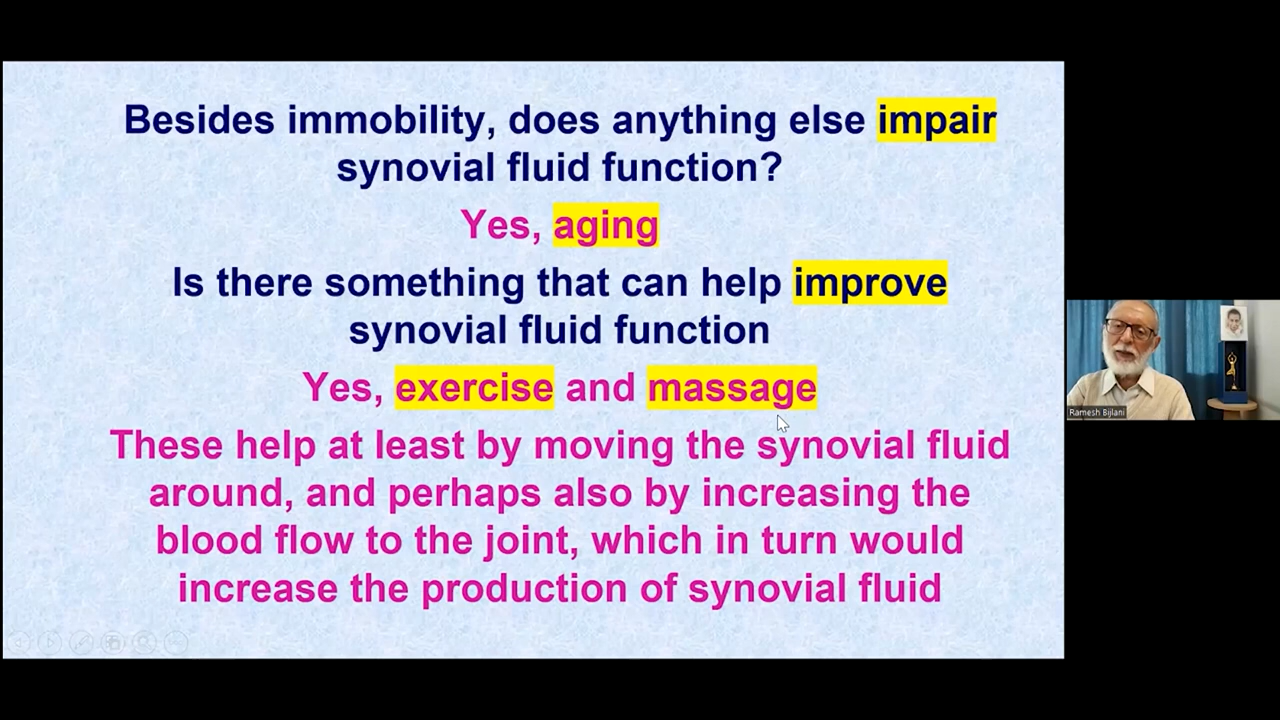 Besides immobility, does anything else impair
synovial fluid function?
Yes, aging
Is there something that can help improve
synovial fluid function
Yes, exercise and massage
These help at least by moving the synovial fluid
around, and perhaps also by increasing the
blood flow to the joint, which in turn would
increase the production of synovial fluid
Ramesh Bijlani